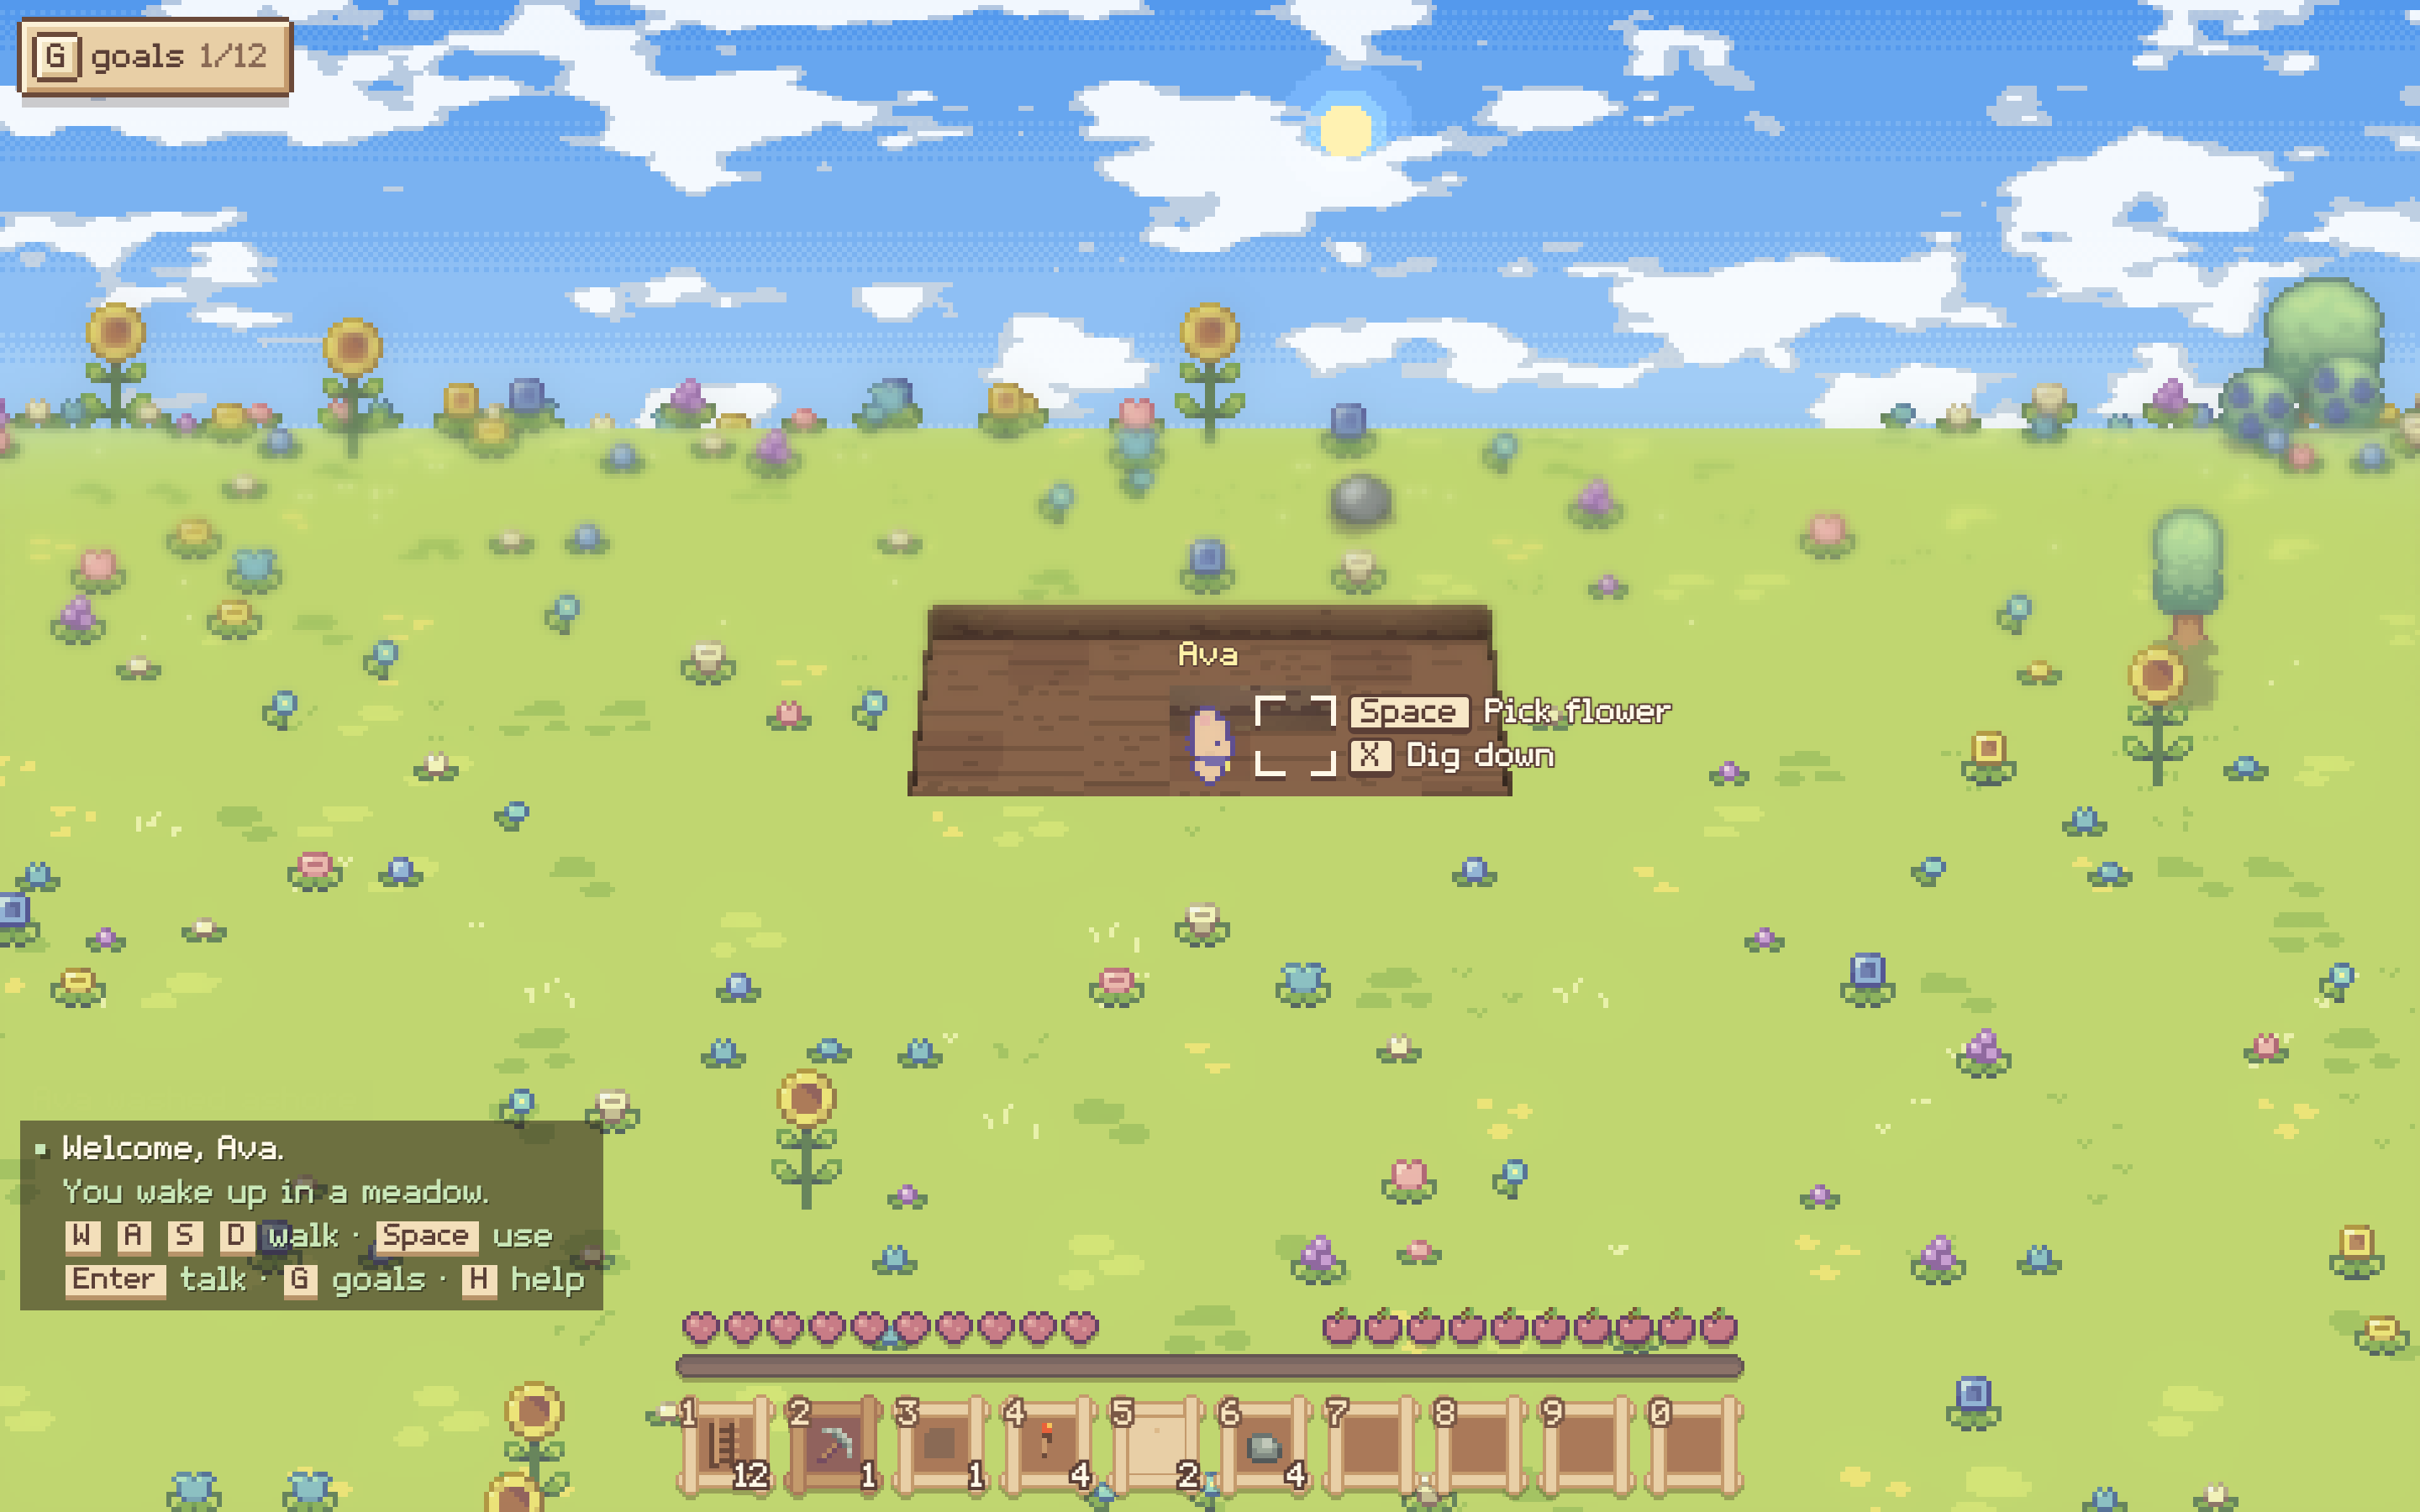 G goals 1/12
Ava
Space Pick flower
X Dig down
Welcome, Ava.
You wake up in a meadow.
W A S D walk · Space use
Enter talk · G goals · H help
1 2 3 4 5 6 7 8 9 0
12 1 1 4 2 4